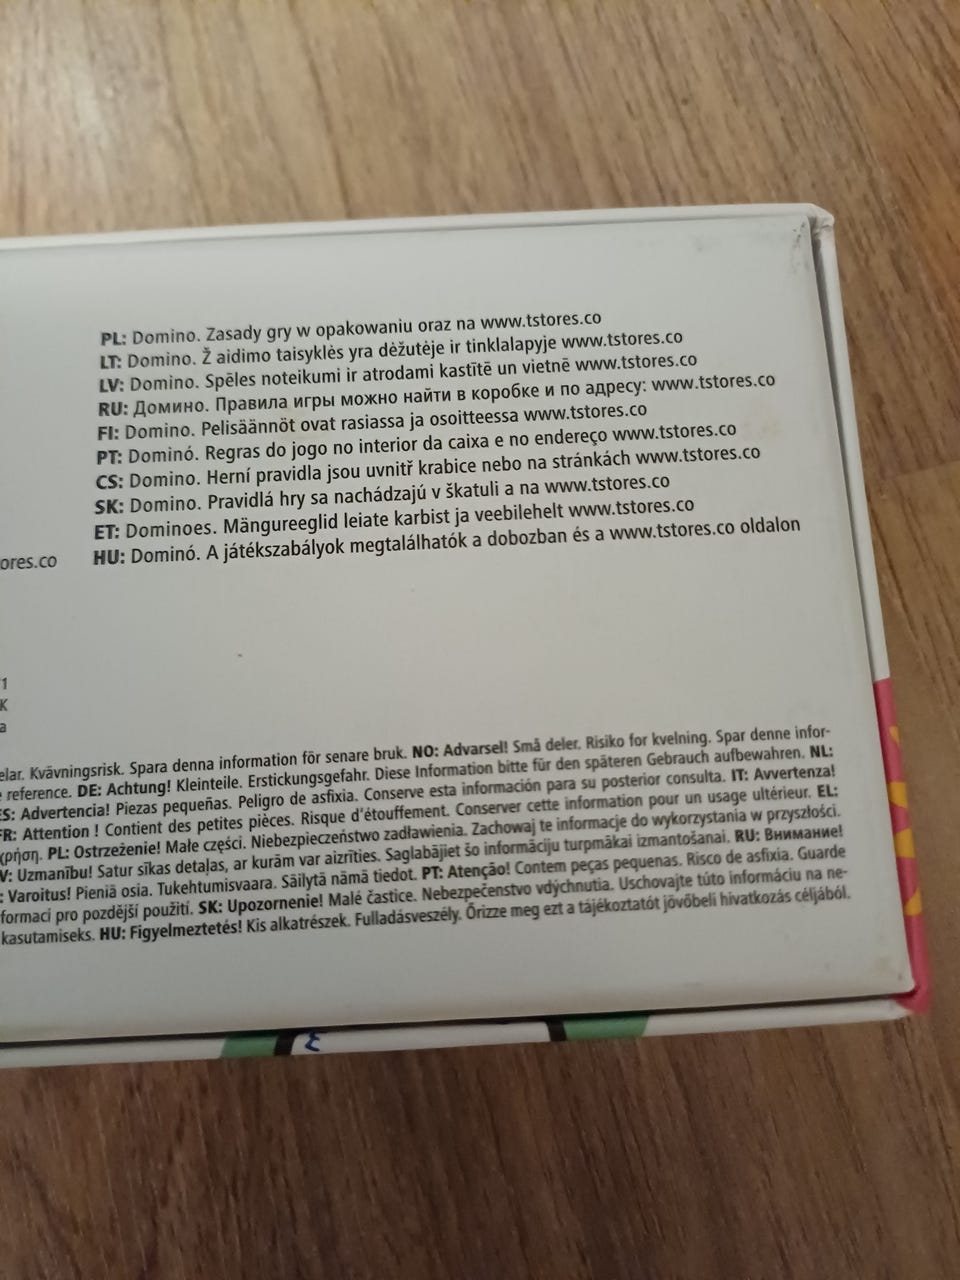 PL: Domino. Zasady gry w opakowaniu oraz na www.tstores.co
LT: Domino. Ž aidimo taisyklės yra dėžutėje ir tinklalapyje www.tstores.co
LV: Domino. Spēles noteikumi ir atrodami kastītē un vietnē www.tstores.co
RU: Домино. Правила игры можно найти в коробке и по адресу: www.tstores.co
FI: Domino. Pelisäännöt ovat rasiassa ja osoitteessa www.tstores.co
PT: Dominó. Regras do jogo no interior da caixa e no endereço www.tstores.co
CS: Domino. Herní pravidla jsou uvnitř krabice nebo na stránkách www.tstores.co
SK: Domino. Pravidlá hry sa nachádzajú v škatuli a na www.tstores.co
ET: Dominoes. Mängureeglid leiate karbist ja veebilehelt www.tstores.co
ores.co HU: Dominó. A játékszabályok megtalálhatók a dobozban és a www.tstores.co oldalon
1
K
a
elar. Kvävningsrisk. Spara denna information för senare bruk. NO: Advarsel! Små deler. Risiko for kvelning. Spar denne infor-
reference. DE: Achtung! Kleinteile. Erstickungsgefahr. Diese Information bitte für den späteren Gebrauch aufbewahren. NL:
ES: Advertencia! Piezas pequeñas. Peligro de asfixia. Conserve esta información para su posterior consulta. IT: Avvertenza!
FR: Attention ! Contient des petites pièces. Risque d'étouffement. Conserver cette information pour un usage ultérieur. EL:
χρήση. PL: Ostrzeżenie! Małe części. Niebezpieczeństwo zadławienia. Zachowaj te informacje do wykorzystania w przyszłości.
V: Uzmanību! Satur sīkas detaļas, ar kurām var aizrīties. Saglabājiet šo informāciju turpmākai izmantošanai. RU: Внимание!
: Varoitus! Pieniä osia. Tukehtumisvaara. Säilytä nämä tiedot. PT: Atenção! Contem peças pequenas. Risco de asfixia. Guarde
formaci pro pozdější použití. SK: Upozornenie! Malé častice. Nebezpečenstvo vdýchnutia. Uschovajte túto informáciu na ne-
kasutamiseks. HU: Figyelmeztetés! Kis alkatrészek. Fulladásveszély. Őrizze meg ezt a tájékoztatót jövőbeli hivatkozás céljából.